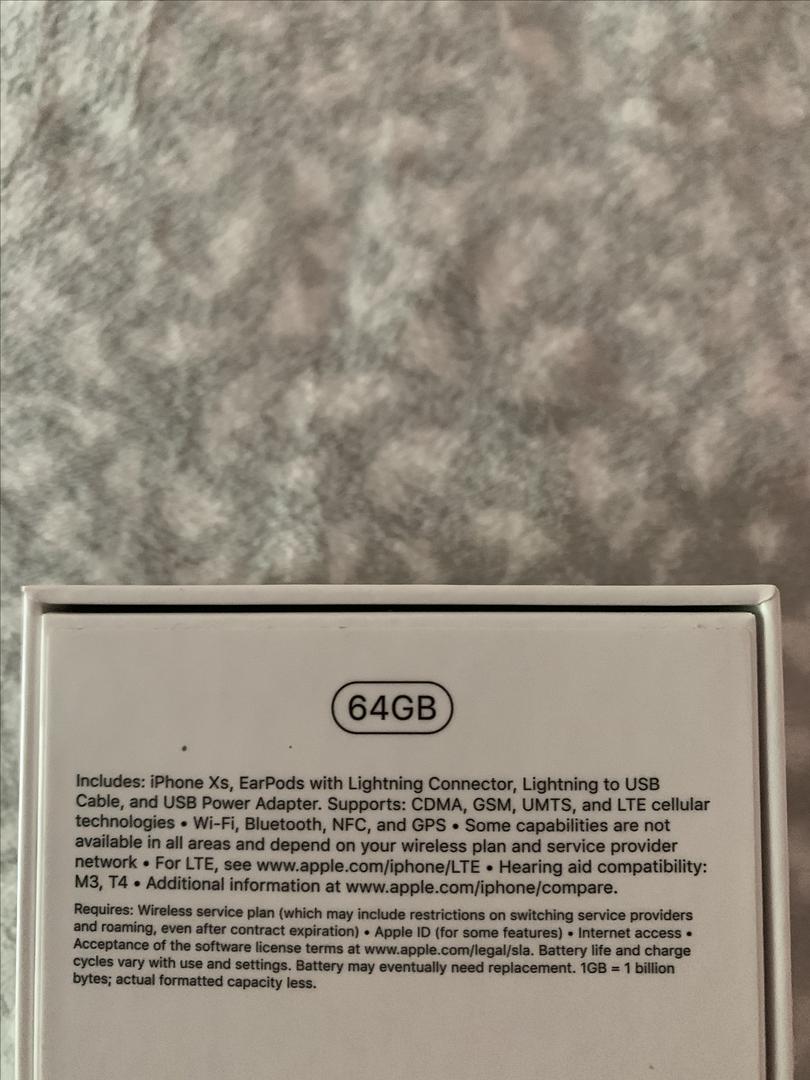 64GB
Includes: iPhone Xs, EarPods with Lightning Connector, Lightning to USB
Cable, and USB Power Adapter. Supports: CDMA, GSM, UMTS, and LTE cellular
technologies • Wi-Fi, Bluetooth, NFC, and GPS • Some capabilities are not
available in all areas and depend on your wireless plan and service provider
network • For LTE, see www.apple.com/iphone/LTE • Hearing aid compatibility:
M3, T4 • Additional information at www.apple.com/iphone/compare.
Requires: Wireless service plan (which may include restrictions on switching service providers
and roaming, even after contract expiration) • Apple ID (for some features) • Internet access •
Acceptance of the software license terms at www.apple.com/legal/sla. Battery life and charge
cycles vary with use and settings. Battery may eventually need replacement. 1GB = 1 billion
bytes; actual formatted capacity less.